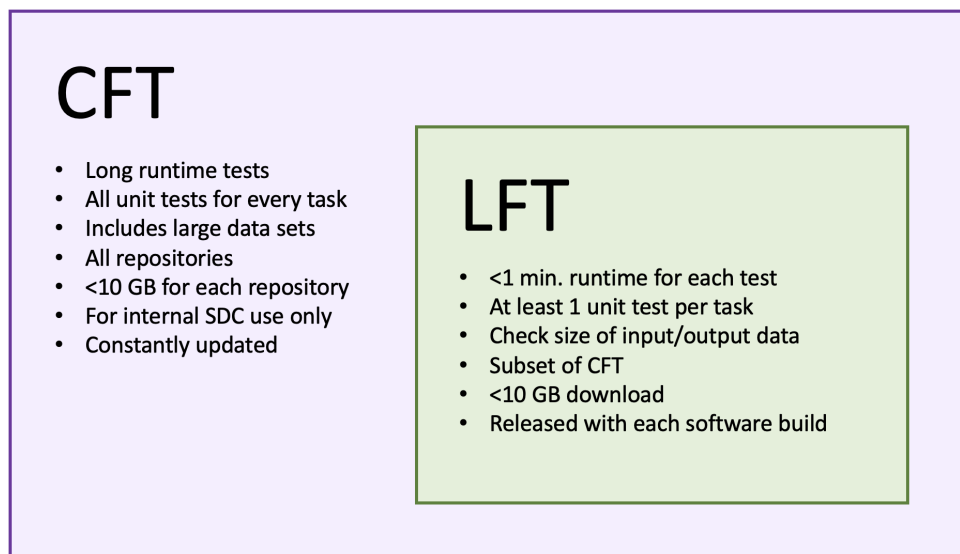 CFT
• Long runtime tests
• All unit tests for every task
• Includes large data sets
• All repositories
• <10 GB for each repository
• For internal SDC use only
• Constantly updated
LFT
• <1 min. runtime for each test
• At least 1 unit test per task
• Check size of input/output data
• Subset of CFT
• <10 GB download
• Released with each software build